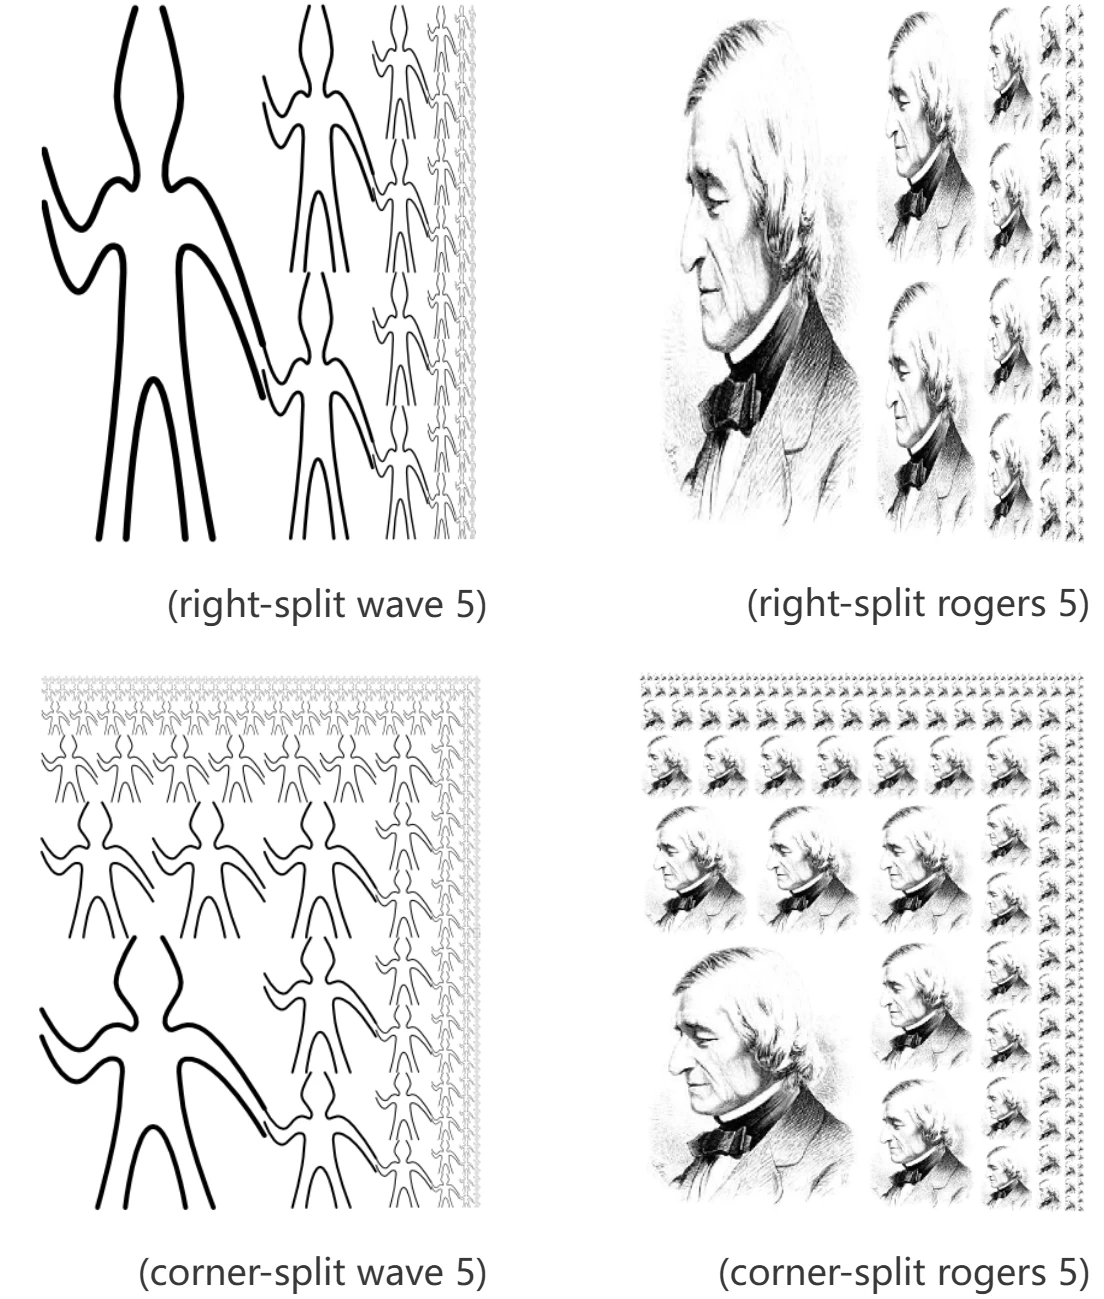 (right-split wave 5)
(right-split rogers 5)
(corner-split wave 5)
(corner-split rogers 5)